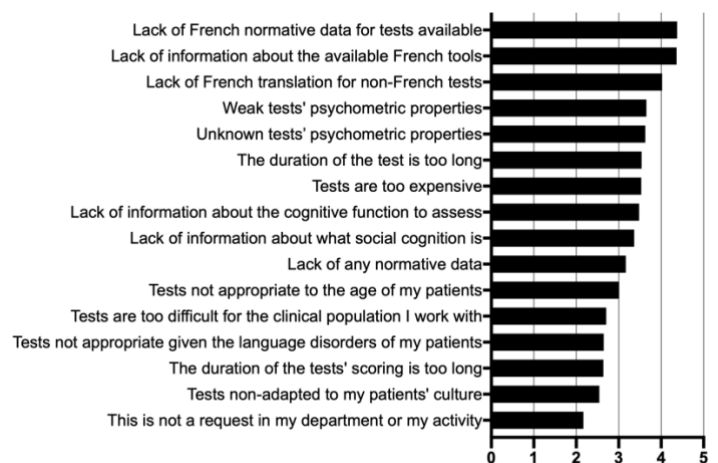 Lack of French normative data for tests available
Lack of information about the available French tools
Lack of French translation for non-French tests
Weak tests' psychometric properties
Unknown tests' psychometric properties
The duration of the test is too long
Tests are too expensive
Lack of information about the cognitive function to assess
Lack of information about what social cognition is
Lack of any normative data
Tests not appropriate to the age of my patients
Tests are too difficult for the clinical population I work with
Tests not appropriate given the language disorders of my patients
The duration of the tests' scoring is too long
Tests non-adapted to my patients' culture
This is not a request in my department or my activity
0 1 2 3 4 5